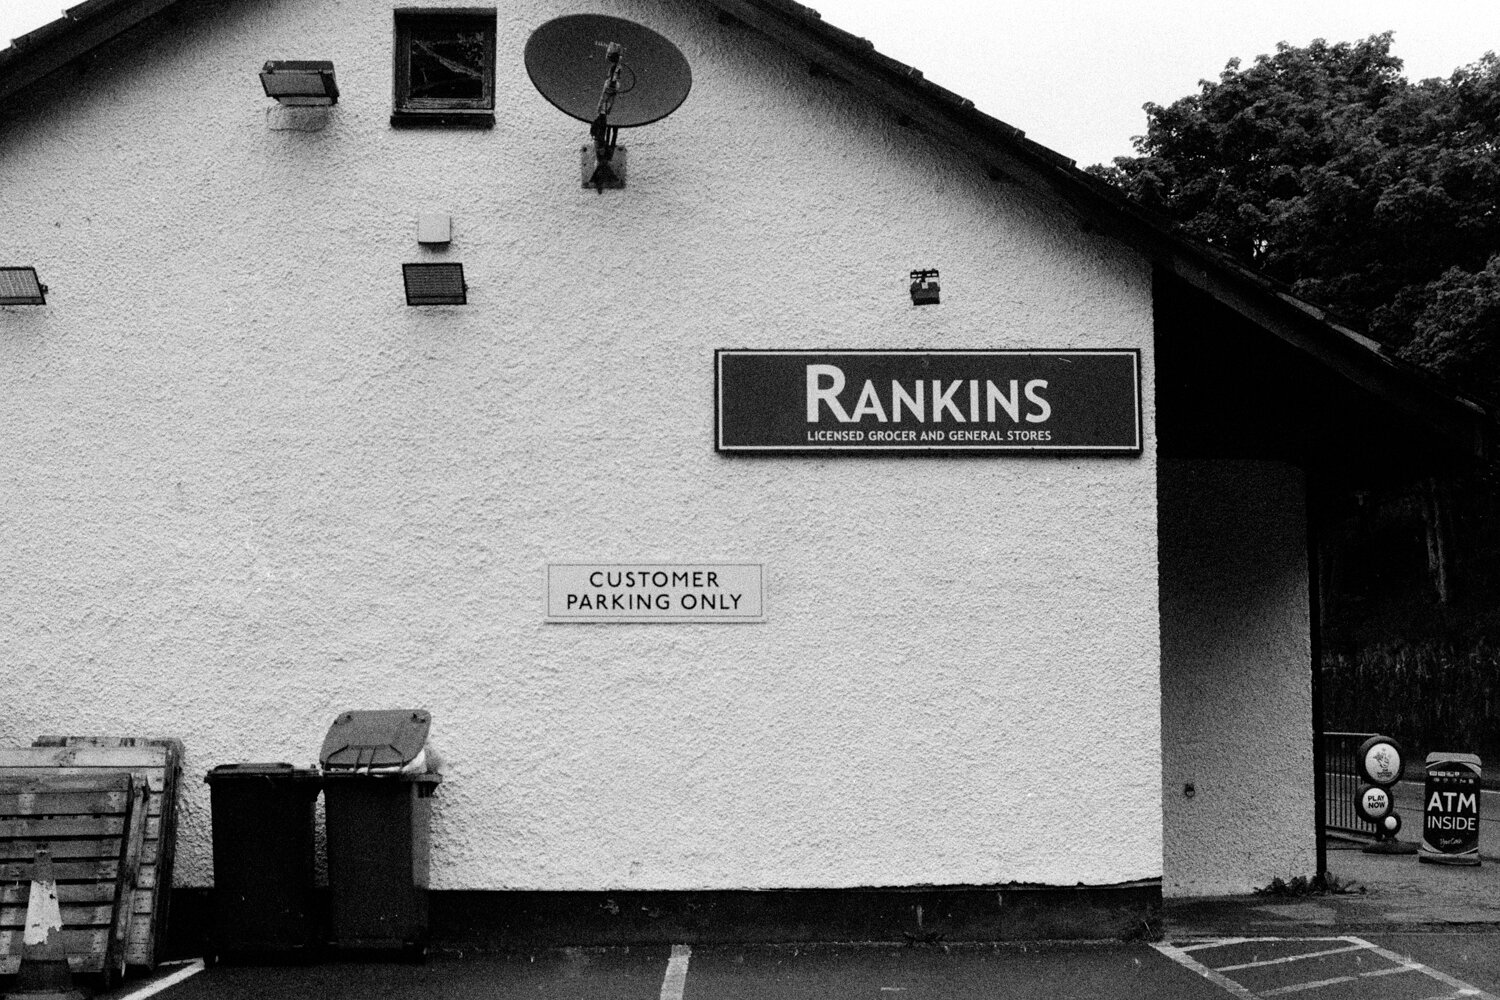 RANKINS
LICENSED GROCER AND GENERAL STORES
CUSTOMER
PARKING ONLY
PLAY
NOW
ATM
INSIDE